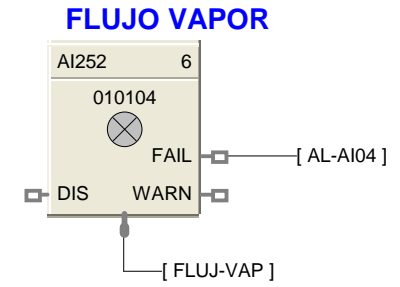 FLUJO VAPOR
AI252 6
010104
FAIL [ AL-AI04 ]
DIS WARN
[ FLUJ-VAP ]